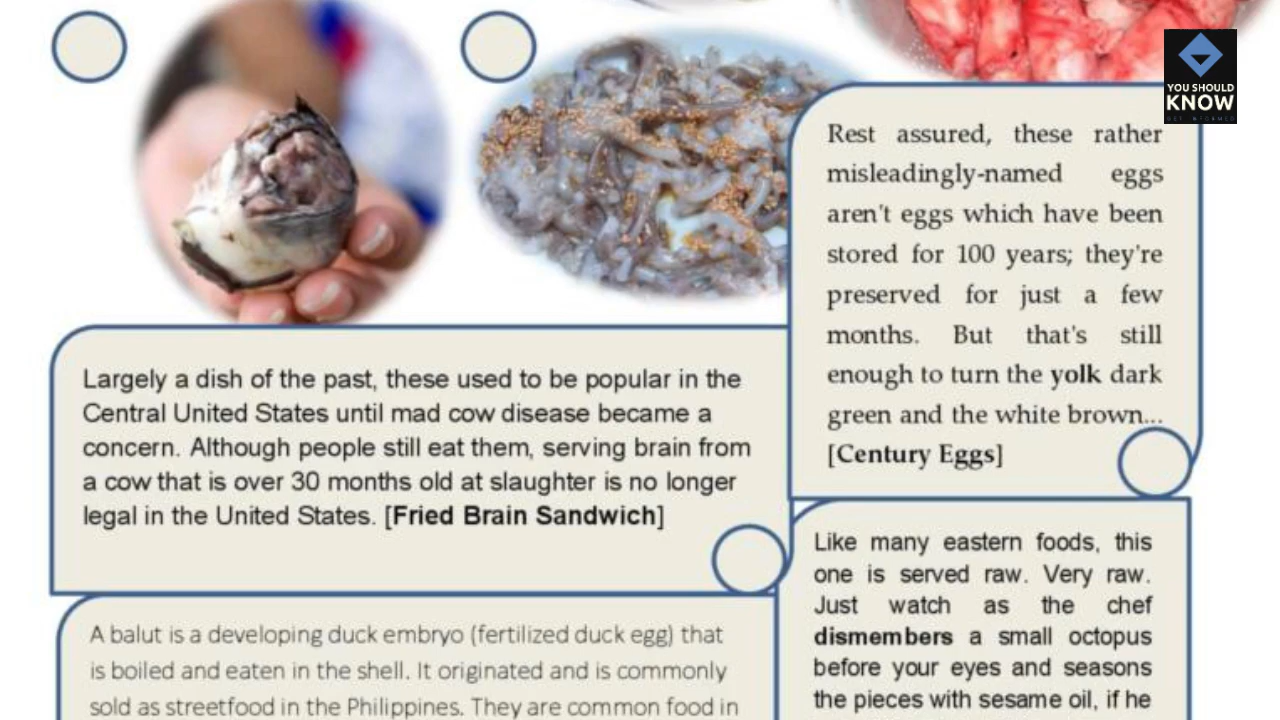 YOU SHOULD
KNOW
GET INFORMED
Rest assured, these rather
misleadingly-named eggs
aren't eggs which have been
stored for 100 years; they're
preserved for just a few
months. But that's still
enough to turn the yolk dark
green and the white brown...
[Century Eggs]
Largely a dish of the past, these used to be popular in the
Central United States until mad cow disease became a
concern. Although people still eat them, serving brain from
a cow that is over 30 months old at slaughter is no longer
legal in the United States. [Fried Brain Sandwich]
Like many eastern foods, this
one is served raw. Very raw.
Just watch as the chef
dismembers a small octopus
before your eyes and seasons
the pieces with sesame oil, if he
A balut is a developing duck embryo (fertilized duck egg) that
is boiled and eaten in the shell. It originated and is commonly
sold as streetfood in the Philippines. They are common food in